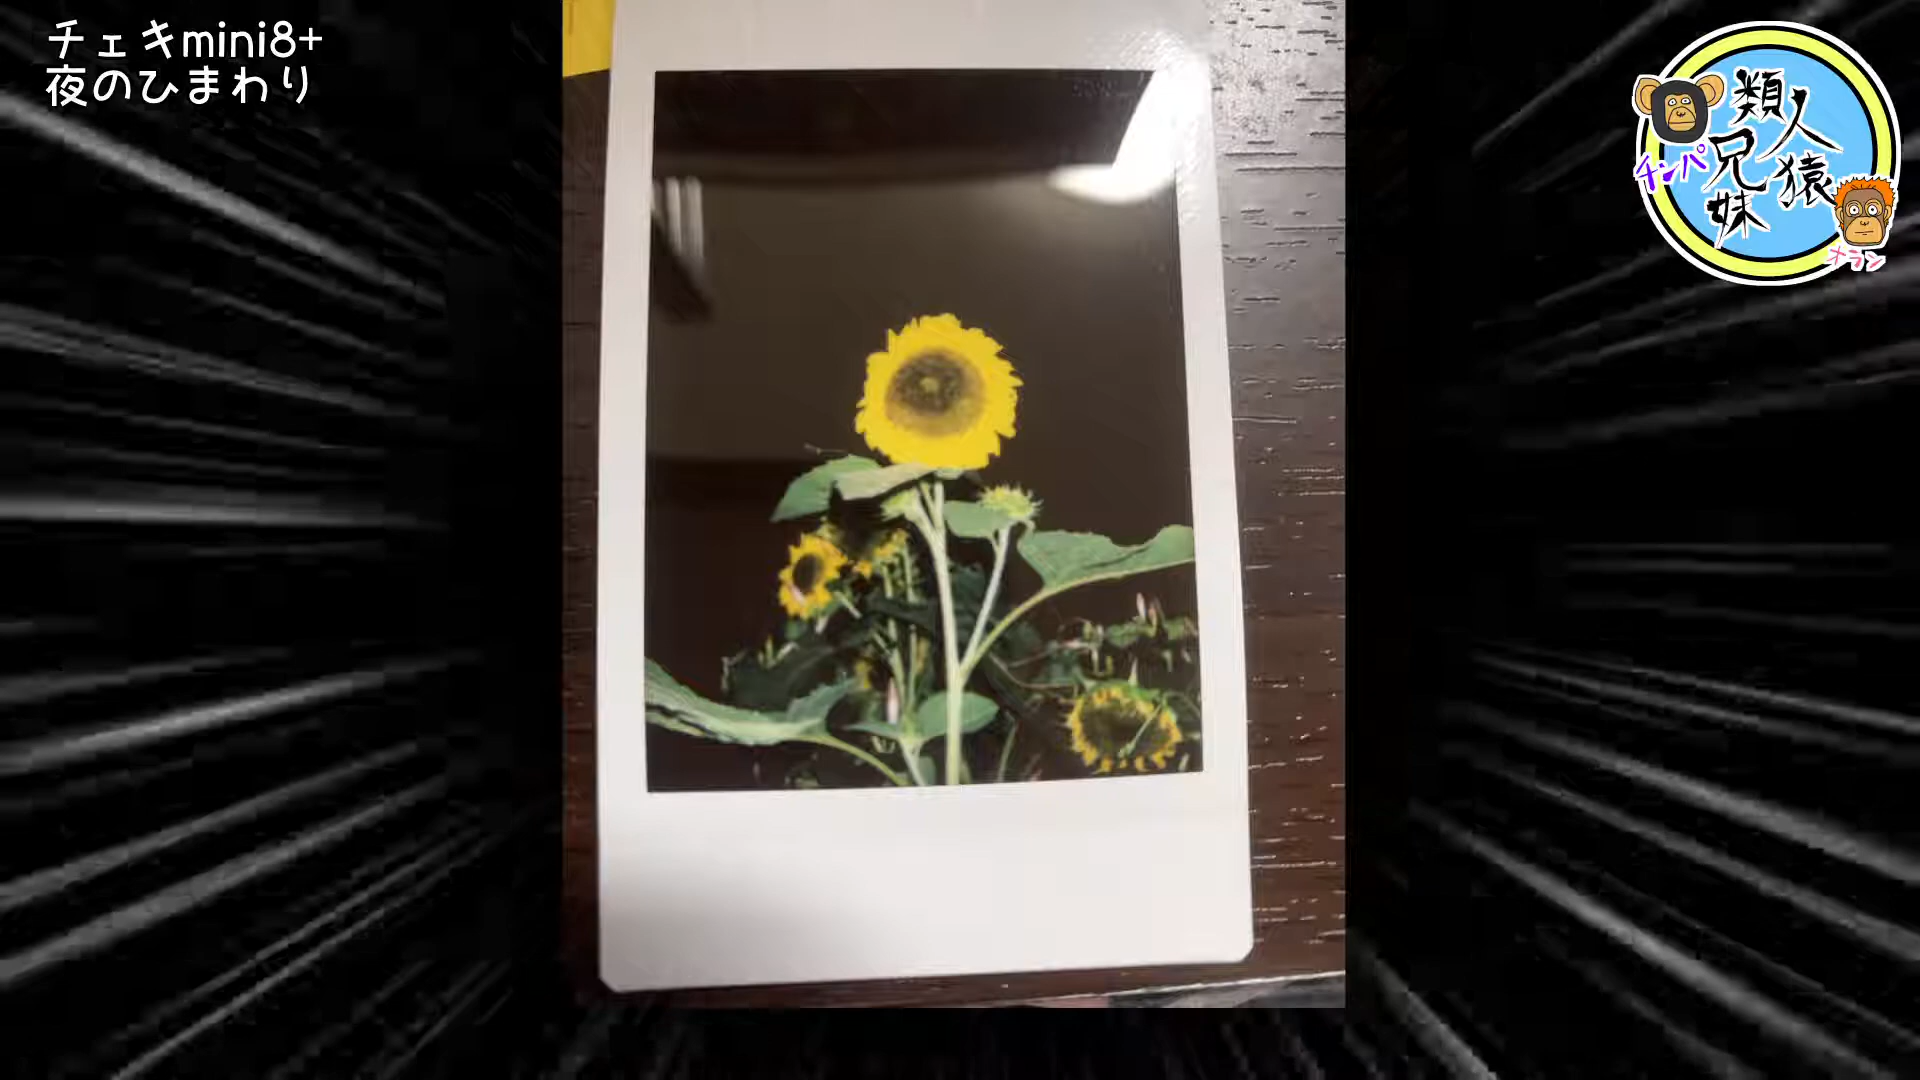 チェキmini8+
夜のひまわり
類人猿
兄妹
チンパ
オラン